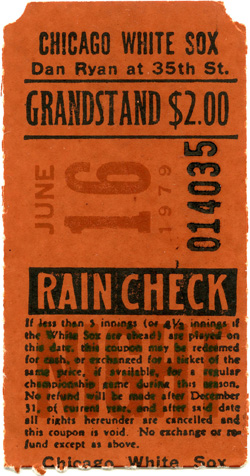 CHICAGO WHITE SOX
Dan Ryan at 35th St.
GRANDSTAND $2.00
JUNE 16 1979
014035
RAIN CHECK
If less than 5 innings (or 4½ innings if
the White Sox are ahead) are played on
this date, this coupon may be redeemed
for cash, or exchanged for a ticket of the
same price, if available, for a regular
championship game during this season.
No refund will be made after December
31, of current year, and after said date
all rights hereunder are cancelled and
this coupon is void. No exchange or re-
fund except as above.
Chicago White Sox